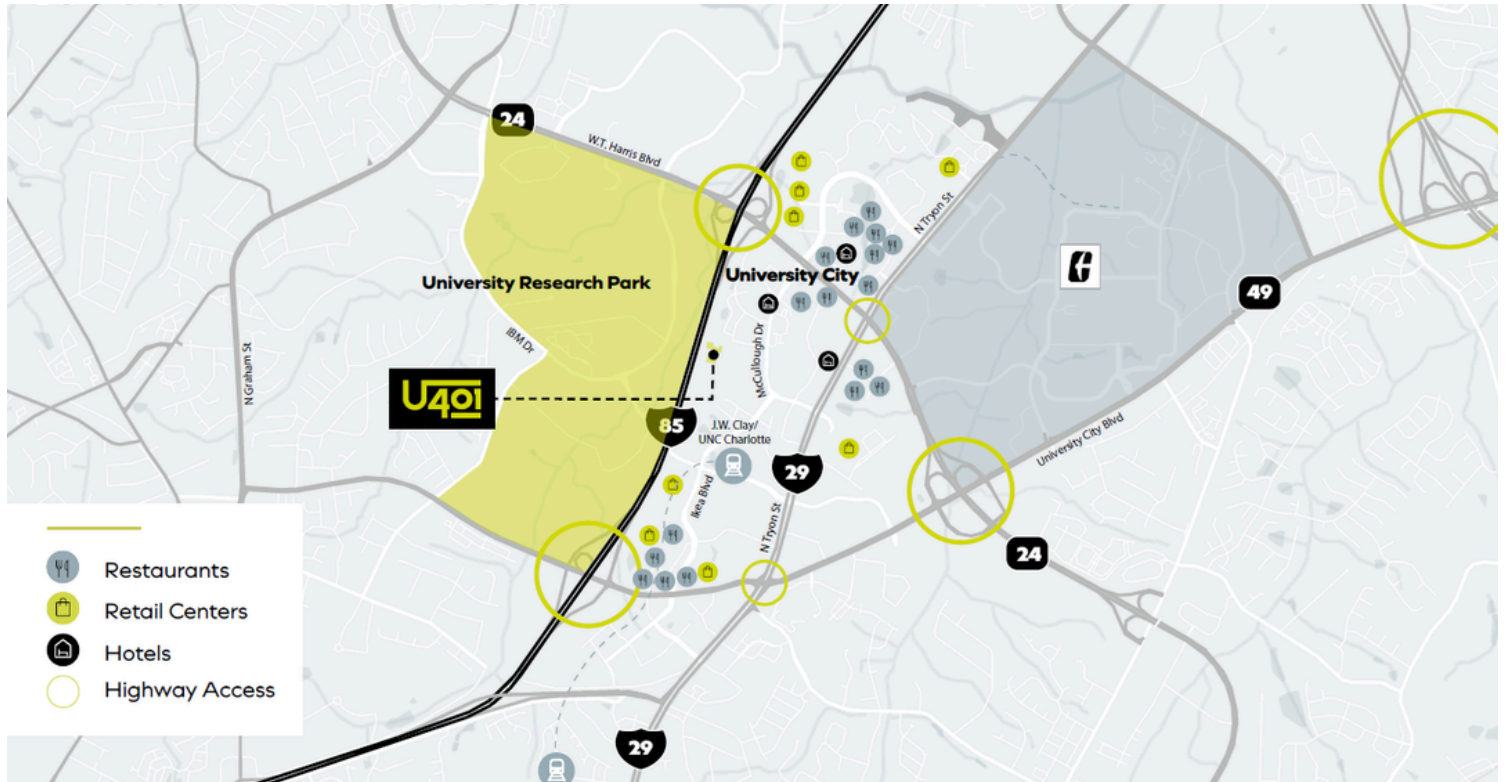 24
W.T. Harris Blvd
N Tryon St
University Research Park
University City
49
IBM Dr
McCullough Dr
N Graham St
U401
85
J.W. Clay/
UNC Charlotte
University City Blvd
29
Ikea Blvd
N Tryon St
24
Restaurants
Retail Centers
Hotels
Highway Access
29